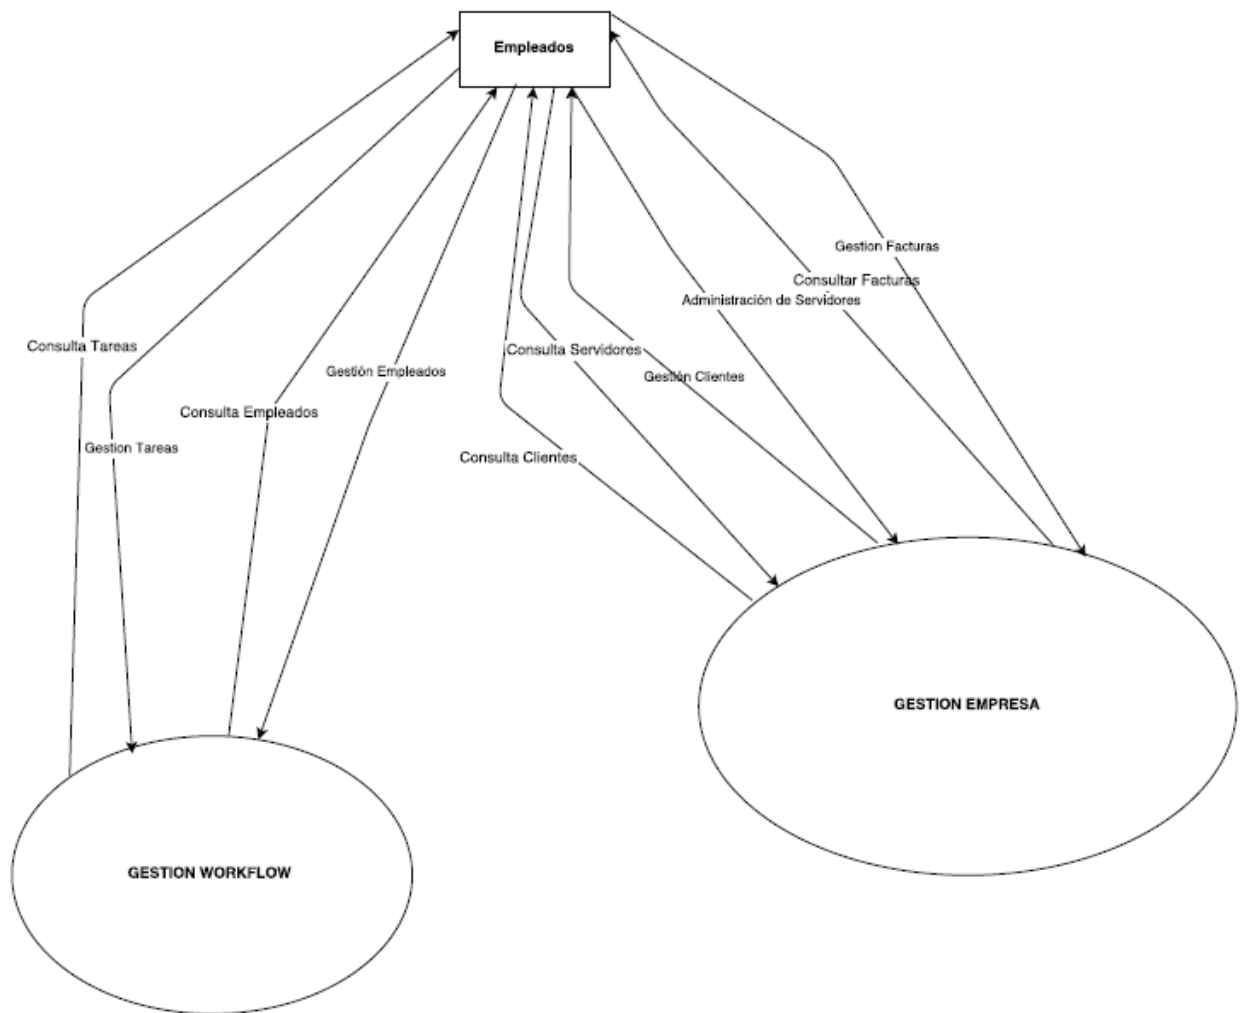 Empleados
Gestion Facturas
Consultar Facturas
Administración de Servidores
Consulta Tareas
Consulta Servidores
Gestión Empleados
Gestión Clientes
Consulta Empleados
Gestion Tareas
Consulta Clientes
GESTION EMPRESA
GESTION WORKFLOW